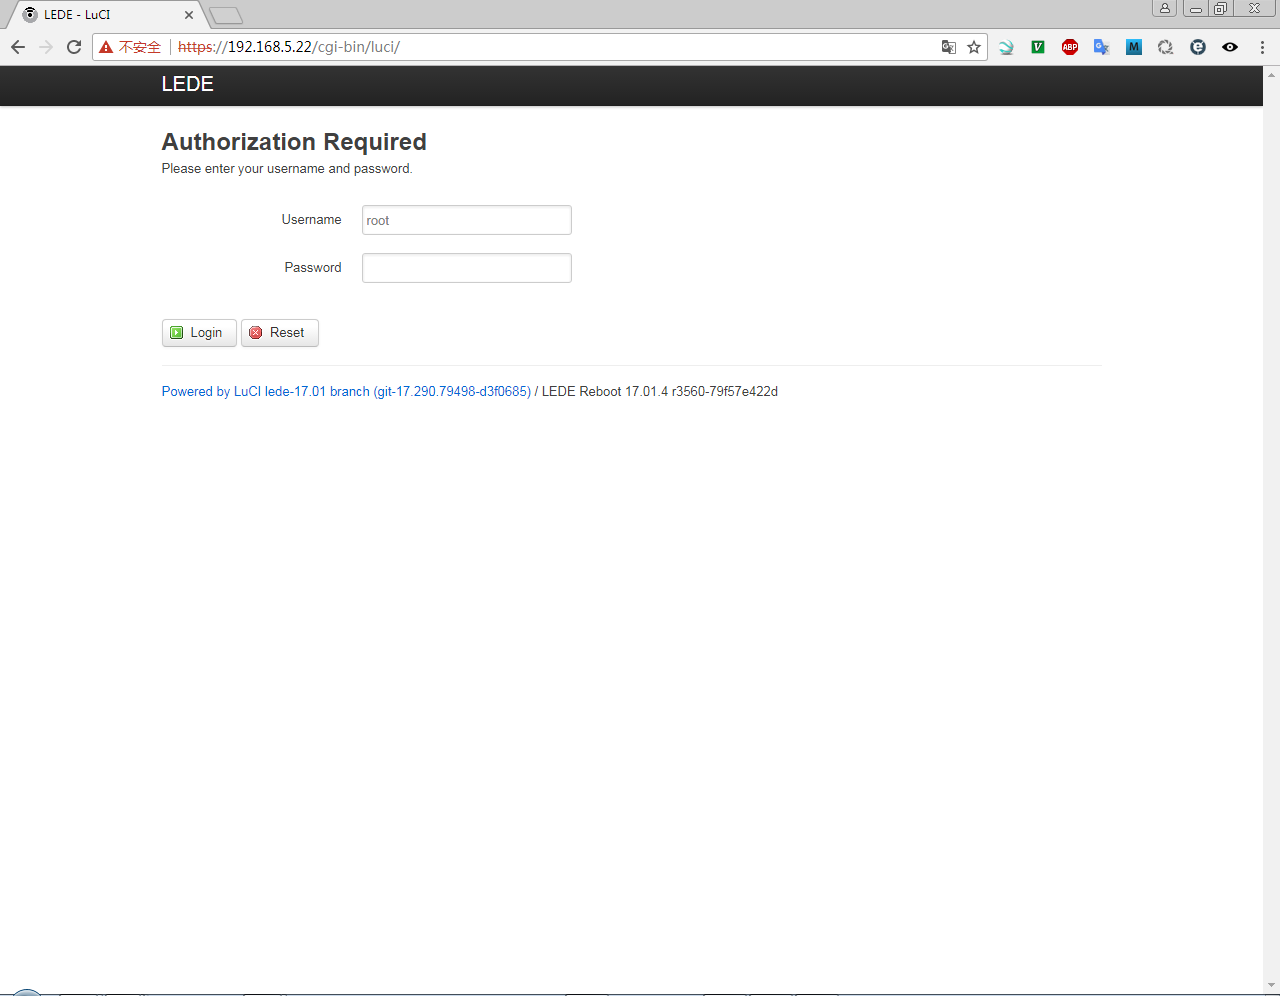 LEDE - LuCI
不安全 https://192.168.5.22/cgi-bin/luci/
LEDE
Authorization Required
Please enter your username and password.
Username root
Password
Login Reset
Powered by LuCI lede-17.01 branch (git-17.290.79498-d3f0685) / LEDE Reboot 17.01.4 r3560-79f57e422d